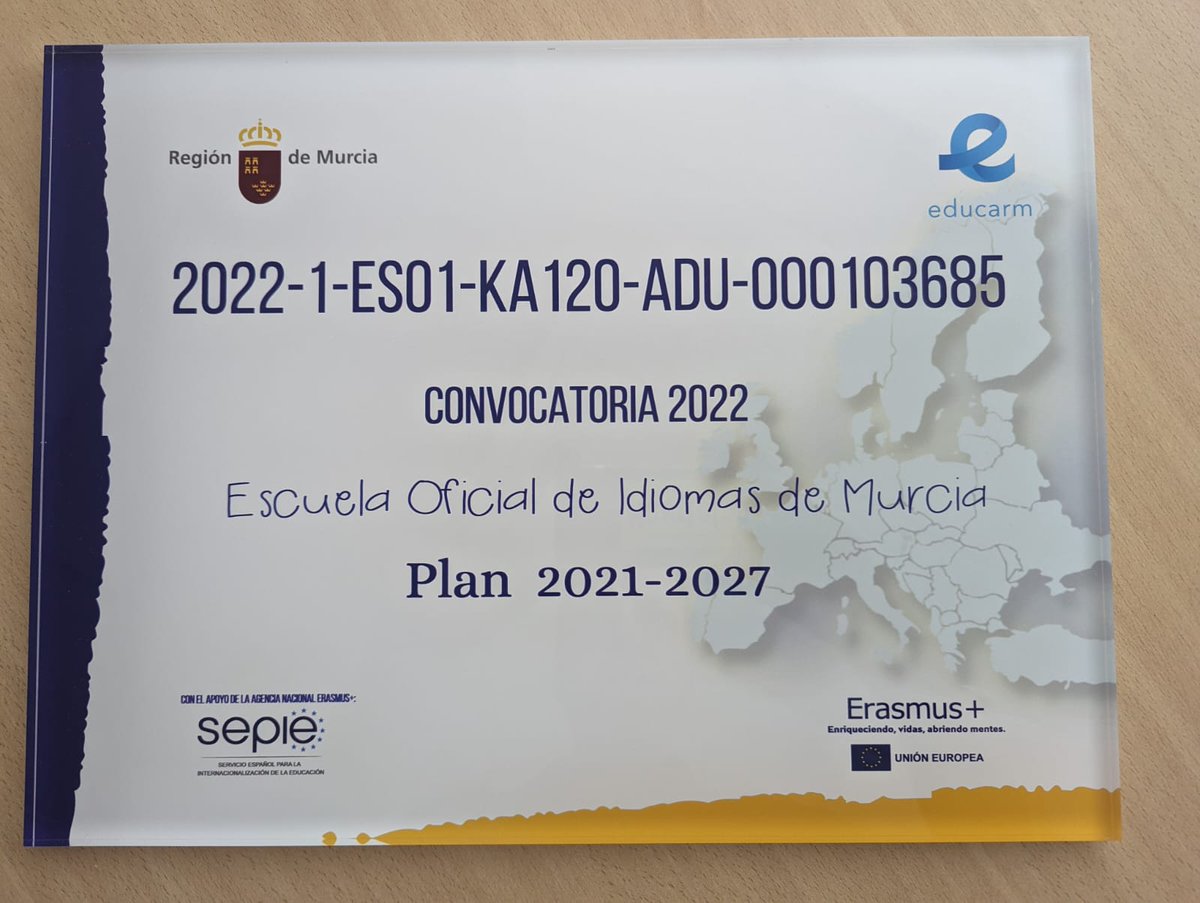 Región de Murcia
educarm
2022-1-ES01-KA120-ADU-000103685
CONVOCATORIA 2022
Escuela Oficial de Idiomas de Murcia
Plan 2021-2027
CON EL APOYO DE LA AGENCIA NACIONAL ERASMUS+:
sepie
SERVICIO ESPAÑOL PARA LA
INTERNACIONALIZACIÓN DE LA EDUCACIÓN
Erasmus+
Enriqueciendo, vidas, abriendo mentes.
UNIÓN EUROPEA